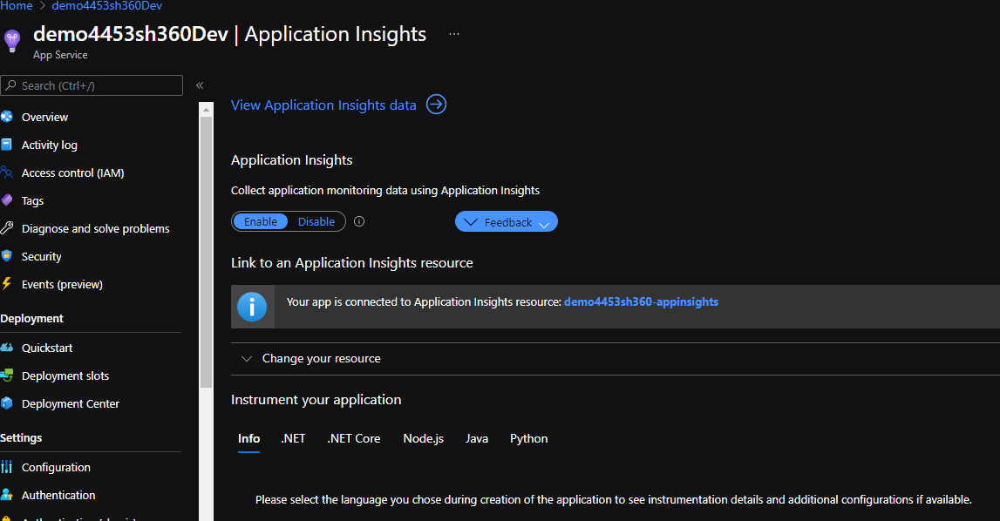 Home > demo4453sh360Dev
demo4453sh360Dev | Application Insights ...
App Service
Search (Ctrl+/)
«
Overview
Activity log
Access control (IAM)
Tags
Diagnose and solve problems
Security
Events (preview)
Deployment
Quickstart
Deployment slots
Deployment Center
Settings
Configuration
Authentication
View Application Insights data
Application Insights
Collect application monitoring data using Application Insights
Enable Disable Feedback
Link to an Application Insights resource
Your app is connected to Application Insights resource: demo4453sh360-appinsights
Change your resource
Instrument your application
Info .NET .NET Core Node.js Java Python
Please select the language you chose during creation of the application to see instrumentation details and additional configurations if available.